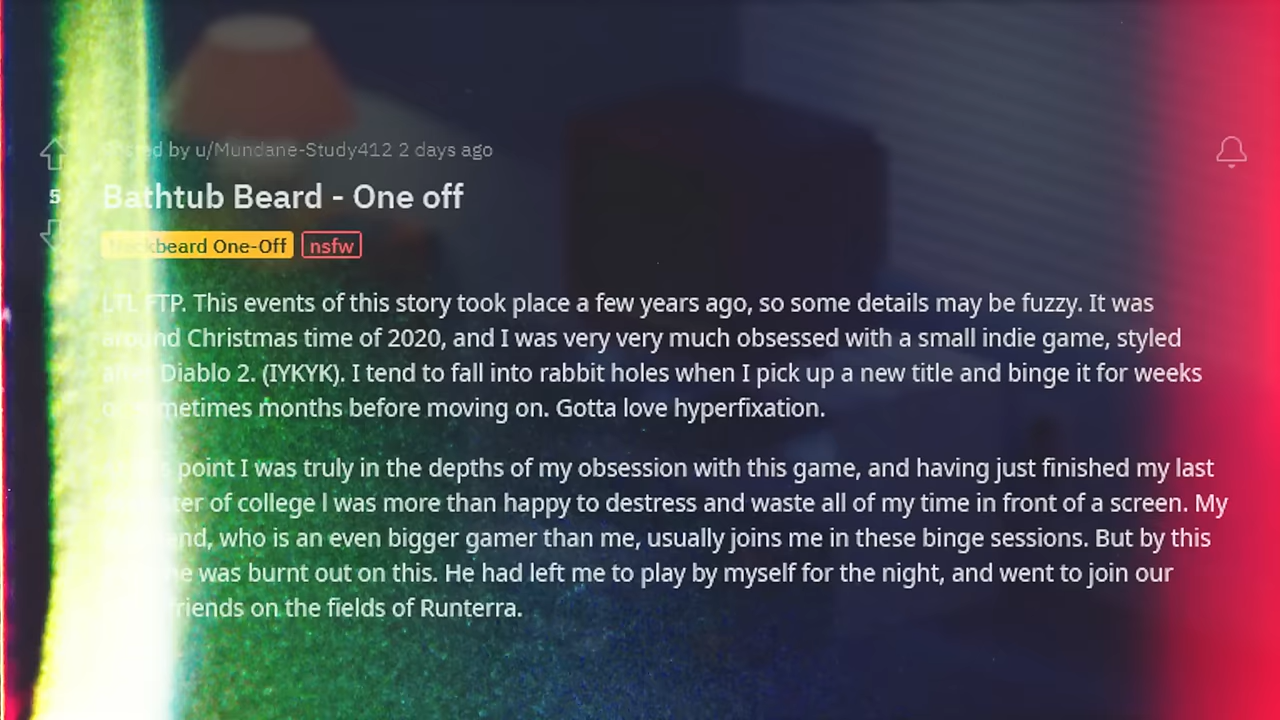 Posted by u/Mundane-Study412 2 days ago
5
Bathtub Beard - One off
Neckbeard One-Off nsfw
LTL FTP. This events of this story took place a few years ago, so some details may be fuzzy. It was
around Christmas time of 2020, and I was very very much obsessed with a small indie game, styled
after Diablo 2. (IYKYK). I tend to fall into rabbit holes when I pick up a new title and binge it for weeks
or sometimes months before moving on. Gotta love hyperfixation.
point I was truly in the depths of my obsession with this game, and having just finished my last
of college I was more than happy to destress and waste all of my time in front of a screen. My
who is an even bigger gamer than me, usually joins me in these binge sessions. But by this
was burnt out on this. He had left me to play by myself for the night, and went to join our
friends on the fields of Runterra.